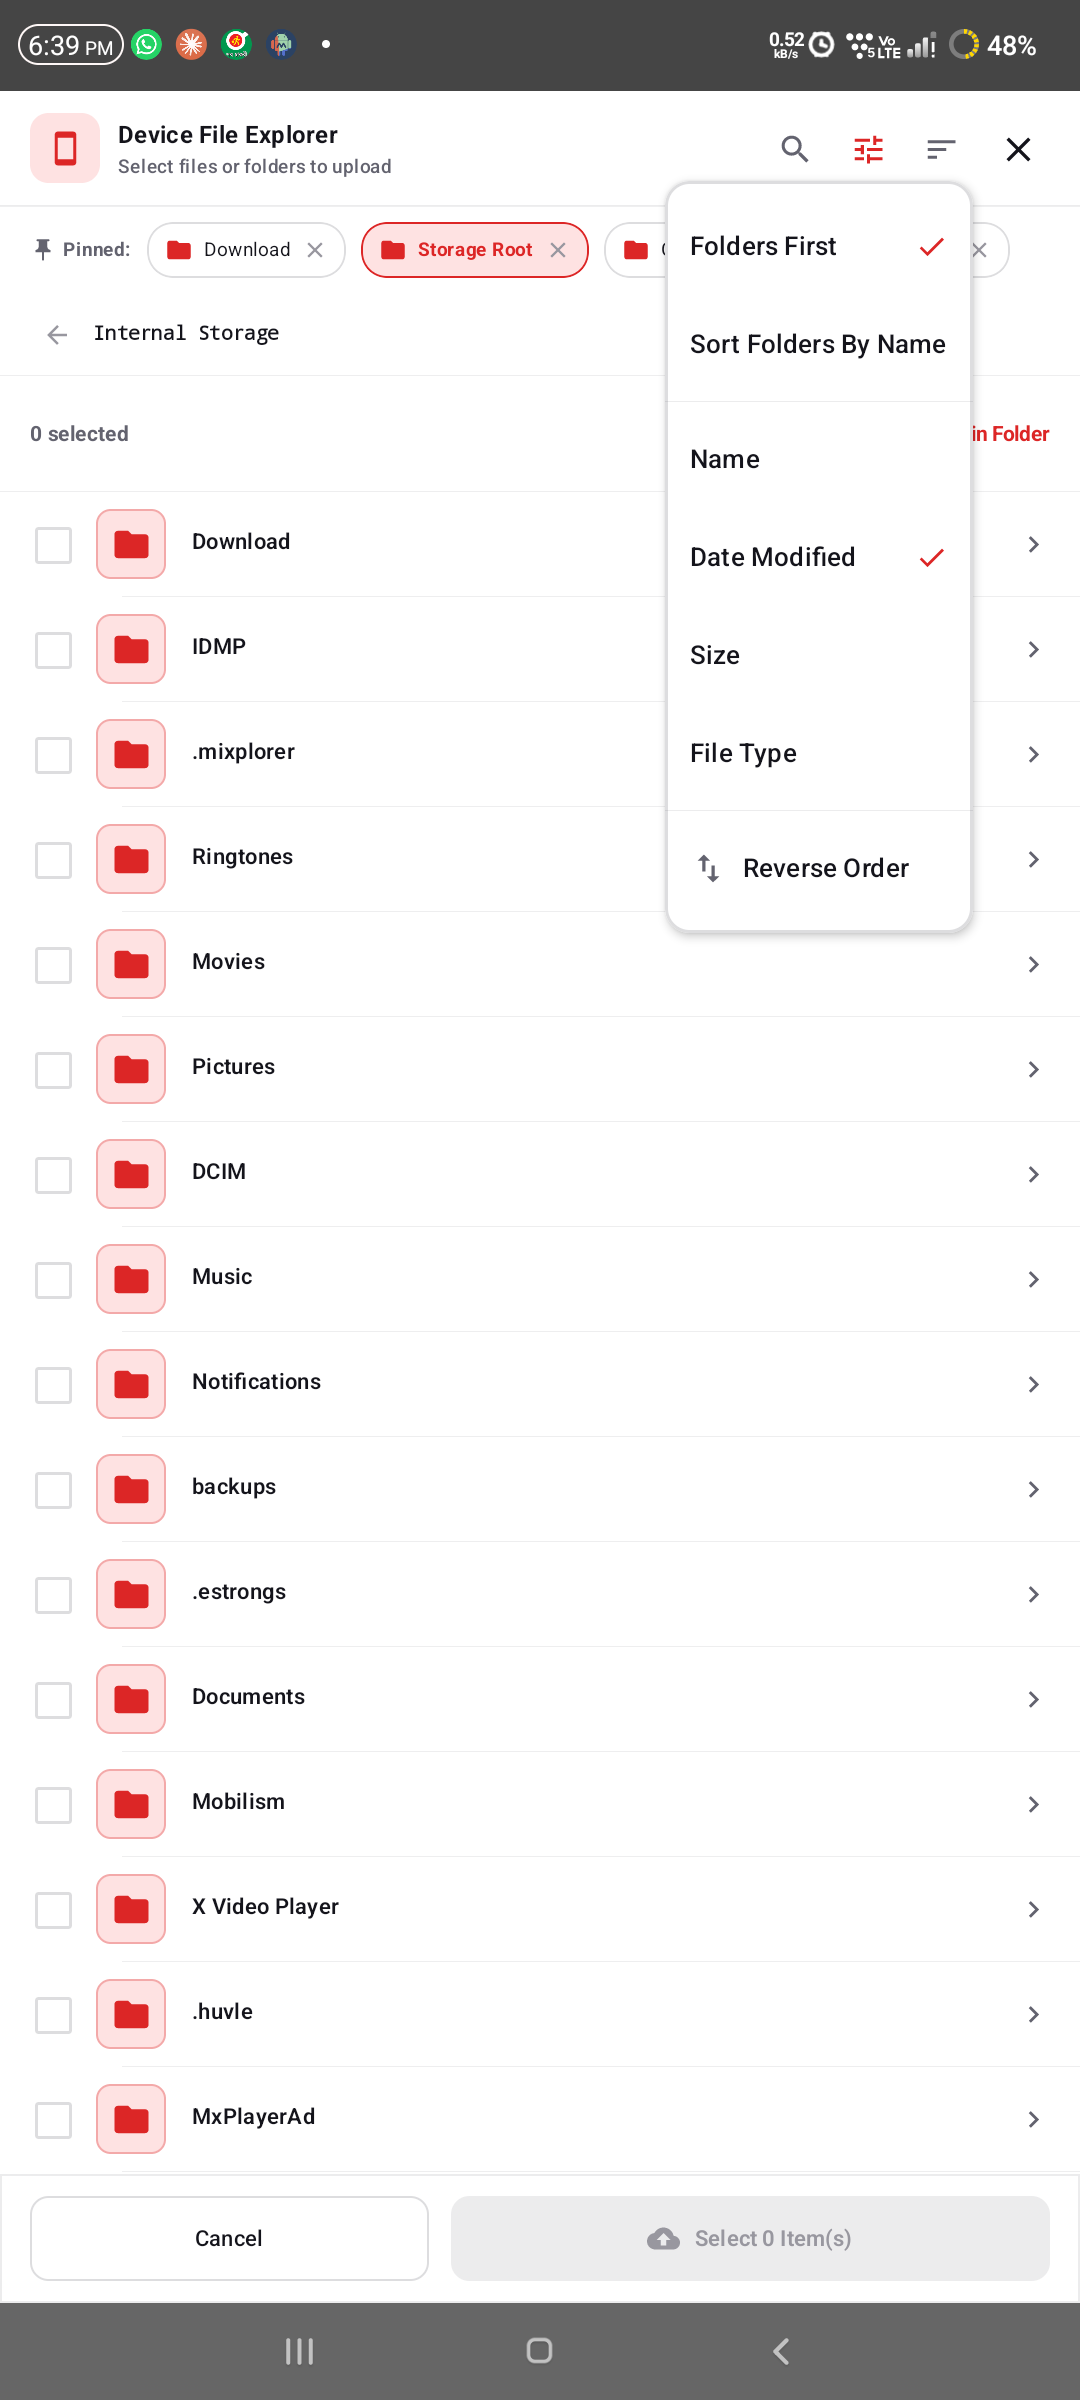 6:39 PM
0.52 kB/s
5 Vo LTE
48%
Device File Explorer
Select files or folders to upload
Pinned:
Download
Storage Root
Folders First
Sort Folders By Name
Name
Date Modified
Size
File Type
Reverse Order
Internal Storage
0 selected
in Folder
Download
IDMP
.mixplorer
Ringtones
Movies
Pictures
DCIM
Music
Notifications
backups
.estrongs
Documents
Mobilism
X Video Player
.huvle
MxPlayerAd
Cancel
Select 0 Item(s)